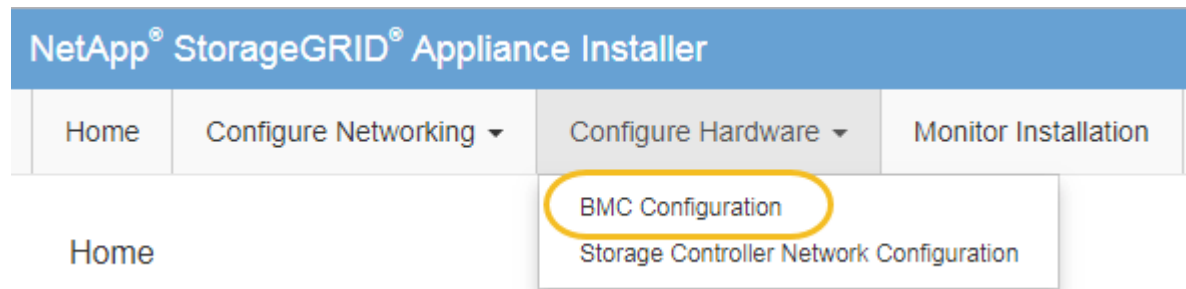 NetApp® StorageGRID® Appliance Installer
Home Configure Networking Configure Hardware Monitor Installation
BMC Configuration
Home
Storage Controller Network Configuration